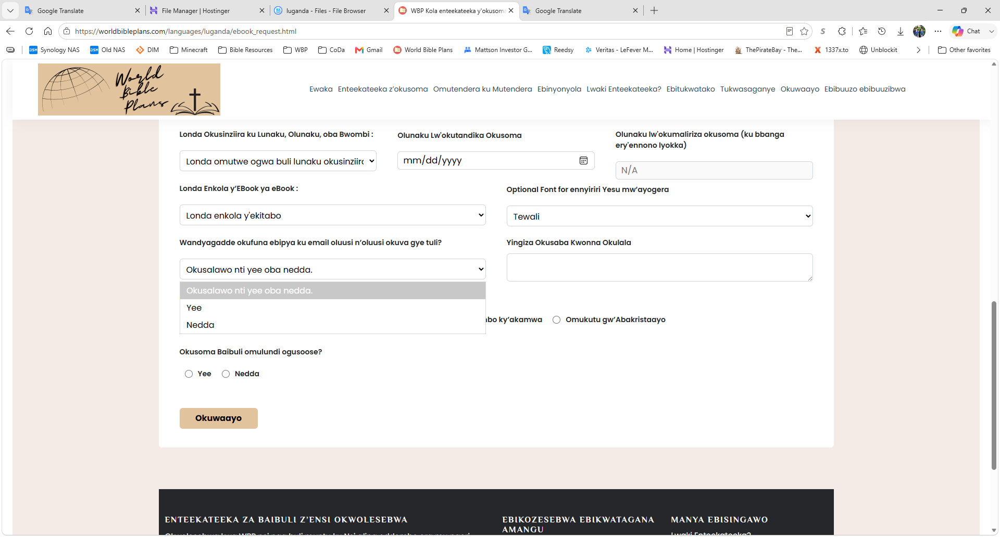 Google Translate
File Manager | Hostinger
luganda - Files - File Browser
WBP Kola enteekateeka y'okusoma
Google Translate
https://worldbibleplans.com/languages/luganda/ebook_request.html
Chat
Synology NAS
Old NAS
DIM
Minecraft
Bible Resources
WBP
CoDa
Gmail
World Bible Plans
Mattson Investor G...
Reedsy
Veritas - LeFever M...
Home | Hostinger
ThePirateBay - The...
1337x.to
Unblockit
Other favorites
World
Bible
Plans
Ewaka Enteekateeka z’okusoma Omutendera ku Mutendera Ebinyonyola Lwaki Enteekateeka? Ebitukwatako Tukwasaganye Okuwaayo Ebibuuzo ebibuuzibwa
Londa Okusinziira ku Lunaku, Olunaku, oba Bwombi :
Londa omutwe ogwa buli lunaku okusinziira
Olunaku Lw'okutandika Okusoma
mm/dd/yyyy
Olunaku lw'okumaliriza okusoma (ku bbanga
ery'ennono lyokka)
N/A
Londa Enkola y’EBook ya eBook :
Londa enkola y'ekitabo
Optional Font for ennyiriri Yesu mw’ayogera
Tewali
Wandyagadde okufuna ebipya ku email oluusi n’oluusi okuva gye tuli?
Okusalawo nti yee oba nedda.
Okusalawo nti yee oba nedda.
Yee
Nedda
Yingiza Okusaba Kwonna Okulala
mbo ky’akamwa
Omukutu gw’Abakristaayo
Okusoma Baibuli omulundi ogusoose?
Yee Nedda
Okuwaayo
ENTEEKATEEKA ZA BAIBULI Z’ENSI OKWOLESEBWA
EBIKOZESEBWA EBIKWATAGANA
AMANGU
MANYA EBISINGAWO
Lwaki Enteekateeka?